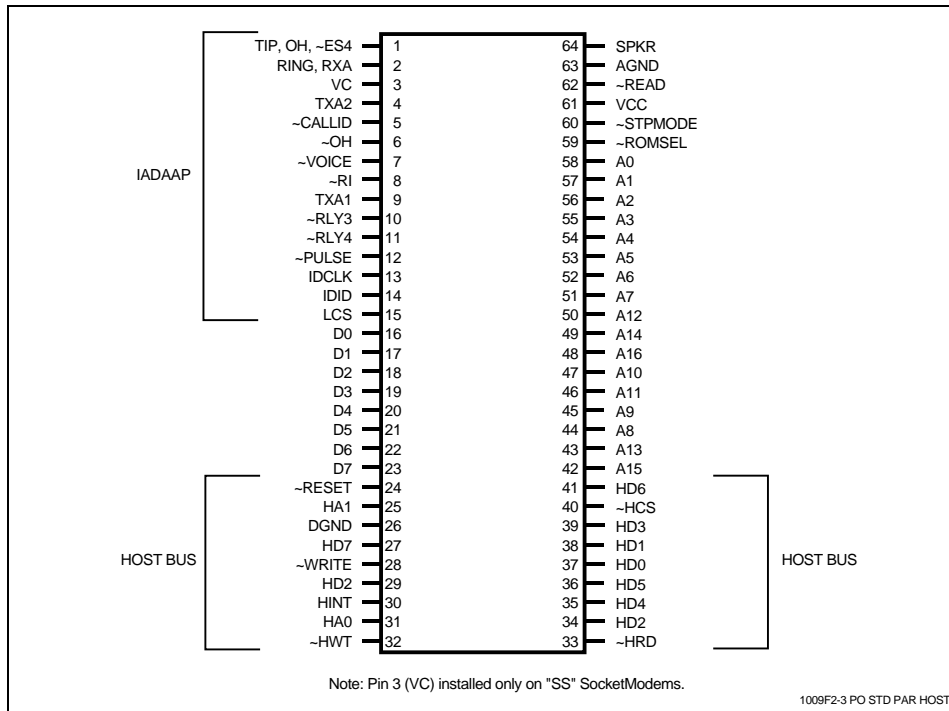 TIP, OH, ~ES4 1 64 SPKR
RING, RXA 2 63 AGND
VC 3 62 ~READ
TXA2 4 61 VCC
~CALLID 5 60 ~STPMODE
~OH 6 59 ~ROMSEL
~VOICE 7 58 A0
IADAAP
~RI 8 57 A1
TXA1 9 56 A2
~RLY3 10 55 A3
~RLY4 11 54 A4
~PULSE 12 53 A5
IDCLK 13 52 A6
IDID 14 51 A7
LCS 15 50 A12
D0 16 49 A14
D1 17 48 A16
D2 18 47 A10
D3 19 46 A11
D4 20 45 A9
D5 21 44 A8
D6 22 43 A13
D7 23 42 A15
~RESET 24 41 HD6
HA1 25 40 ~HCS
DGND 26 39 HD3
HD7 27 38 HD1
HOST BUS
~WRITE 28 37 HD0
HOST BUS
HD2 29 36 HD5
HINT 30 35 HD4
HA0 31 34 HD2
~HWT 32 33 ~HRD
Note: Pin 3 (VC) installed only on "SS" SocketModems.
1009F2-3 PO STD PAR HOST